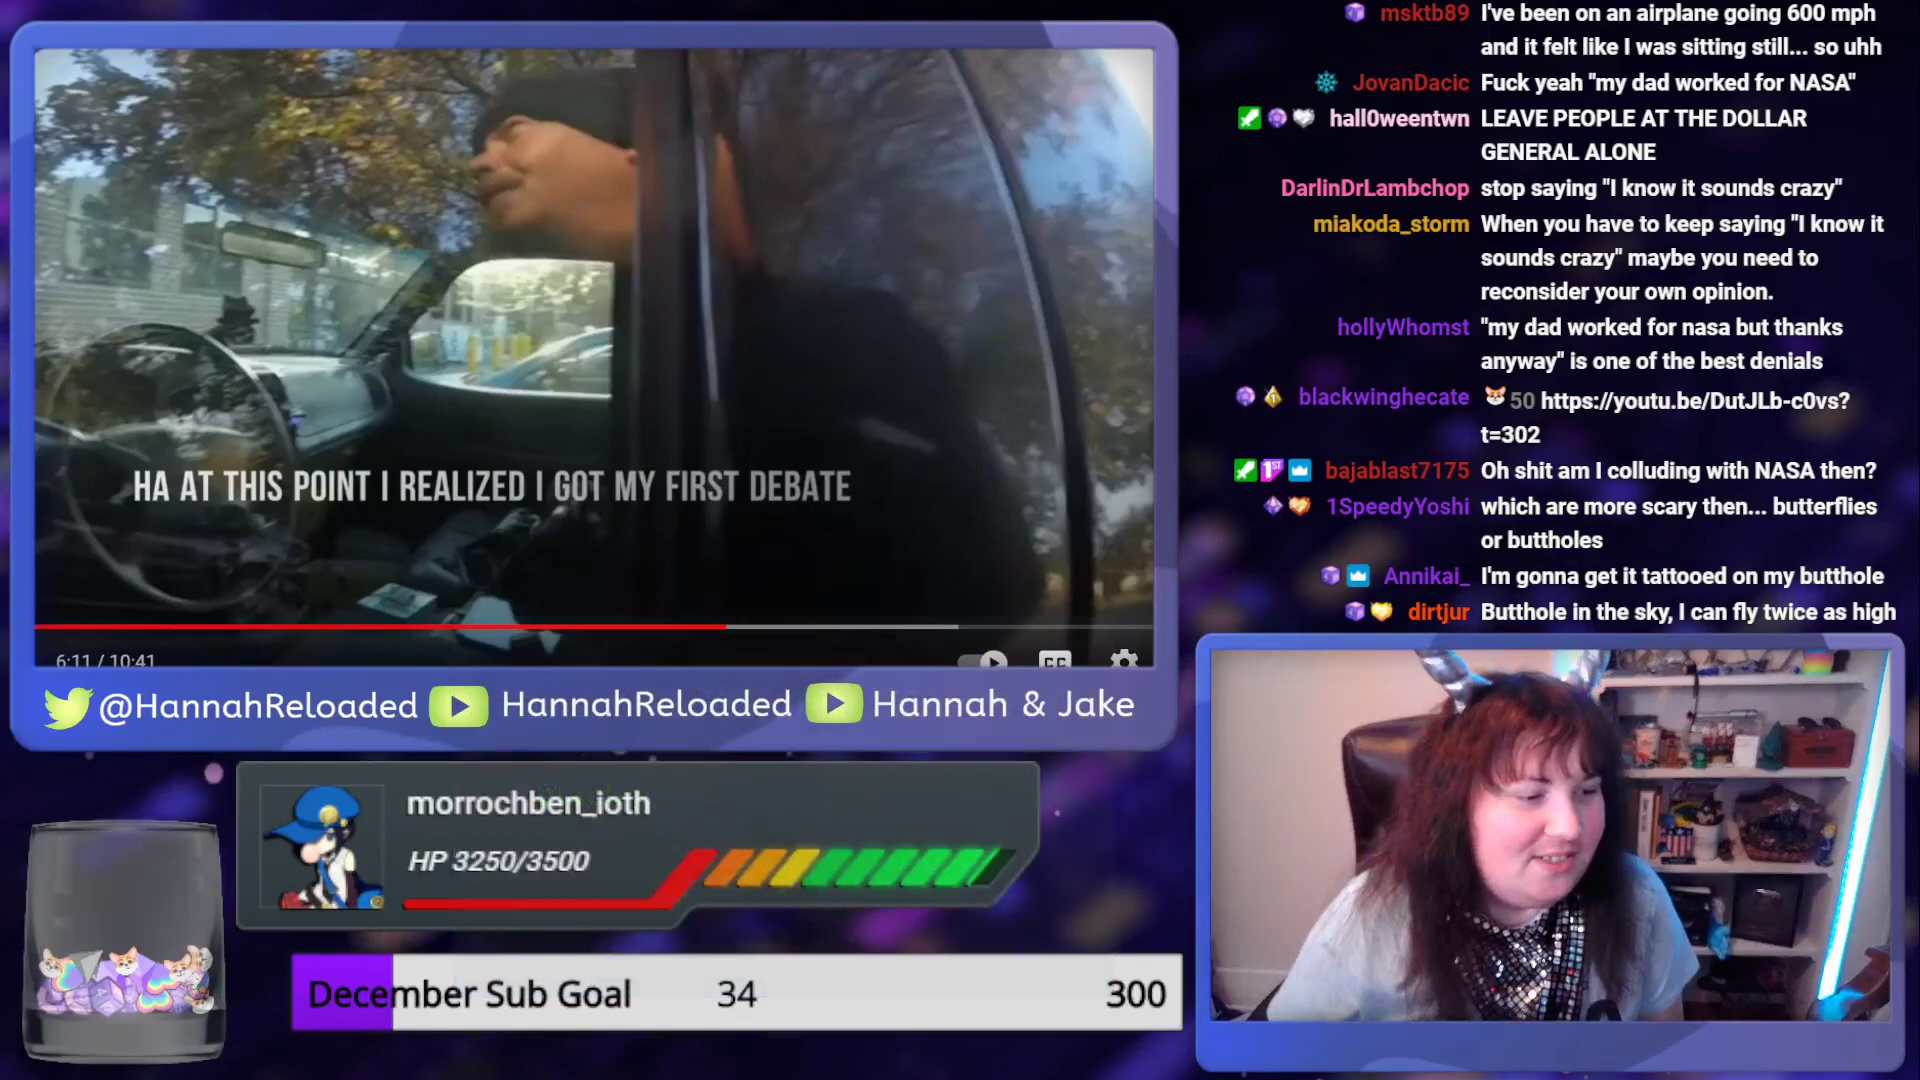 HA AT THIS POINT I REALIZED I GOT MY FIRST DEBATE
6:11 / 10:41
@HannahReloaded HannahReloaded Hannah & Jake
morrochben_ioth
HP 3250/3500
December Sub Goal 34 300
msktb89 I've been on an airplane going 600 mph
and it felt like I was sitting still... so uhh
JovanDacic Fuck yeah "my dad worked for NASA"
hall0weentwn LEAVE PEOPLE AT THE DOLLAR
GENERAL ALONE
DarlinDrLambchop stop saying "I know it sounds crazy"
miakoda_storm When you have to keep saying "I know it
sounds crazy" maybe you need to
reconsider your own opinion.
hollyWhomst "my dad worked for nasa but thanks
anyway" is one of the best denials
blackwinghecate 50 https://youtu.be/DutJLb-c0vs?
t=302
1ST bajablast7175 Oh shit am I colluding with NASA then?
1SpeedyYoshi which are more scary then... butterflies
or buttholes
Annikai_ I'm gonna get it tattooed on my butthole
dirtjur Butthole in the sky, I can fly twice as high